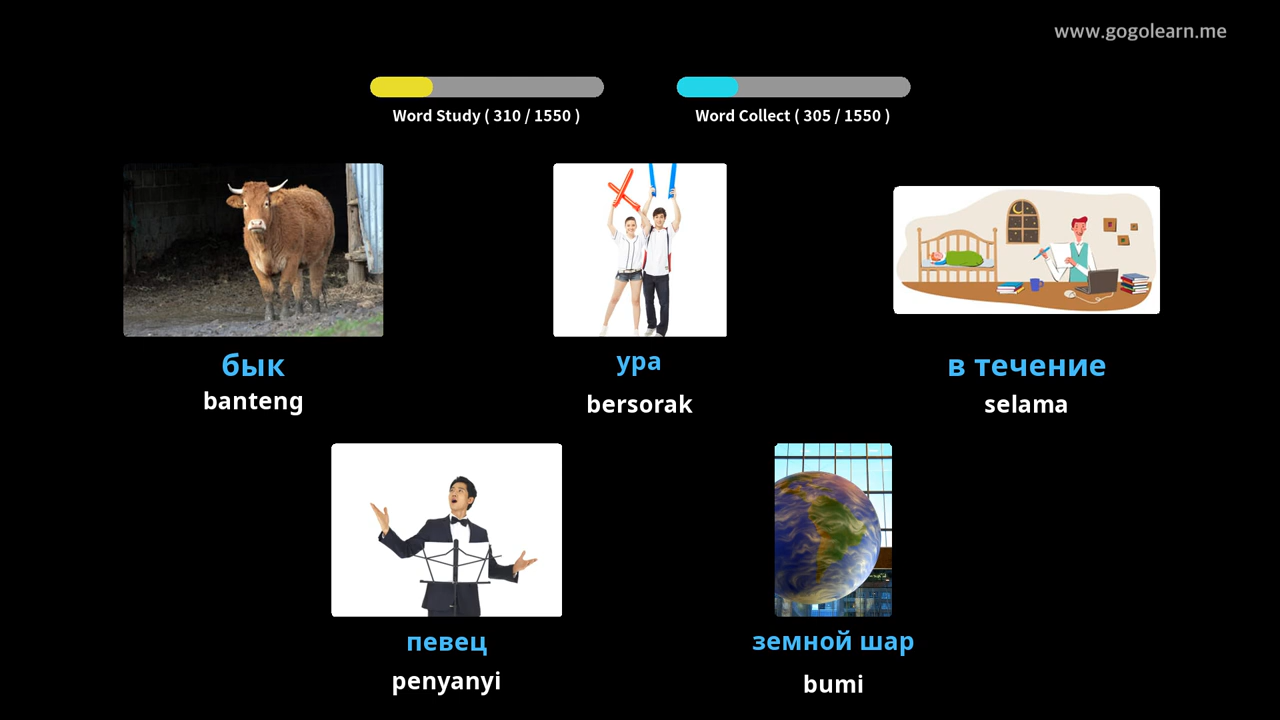 www.gogolearn.me
Word Study ( 310 / 1550 )
Word Collect ( 305 / 1550 )
бык
banteng
ура
bersorak
в течение
selama
певец
penyanyi
земной шар
bumi